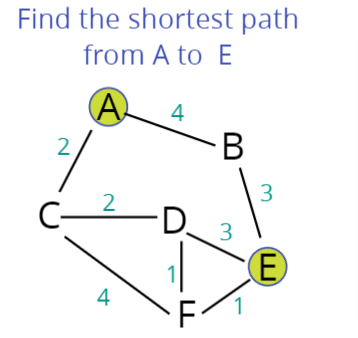 Find the shortest path
from A to E
A
4
2
B
3
C
2
D
3
E
1
4
F
1